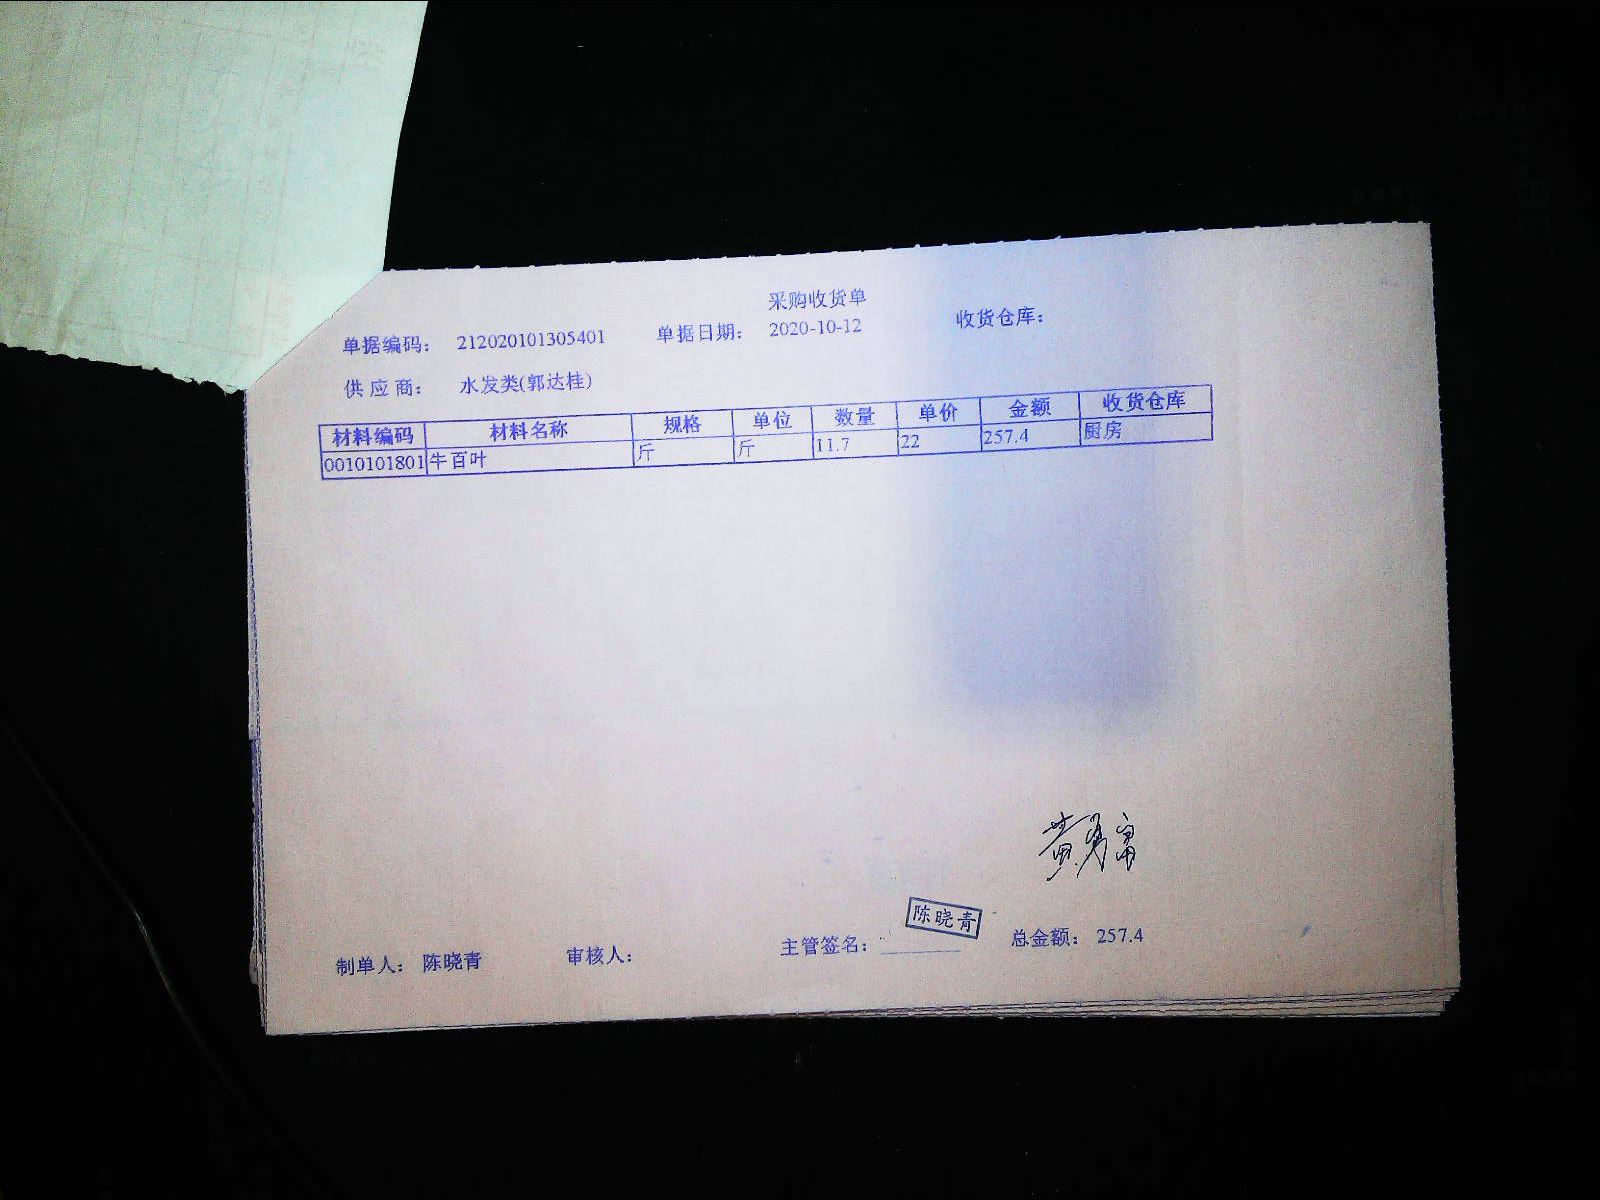 采购收货单
单据编码： 212020101305401 单据日期： 2020-10-12 收货仓库：
供 应 商： 水发类(郭达桂)
材料编码 材料名称 规格 单位 数量 单价 金额 收货仓库
0010101801 牛百叶 斤 斤 11.7 22 257.4 厨房
黄勇富
陈晓青
制单人： 陈晓青 审核人： 主管签名： 总金额： 257.4